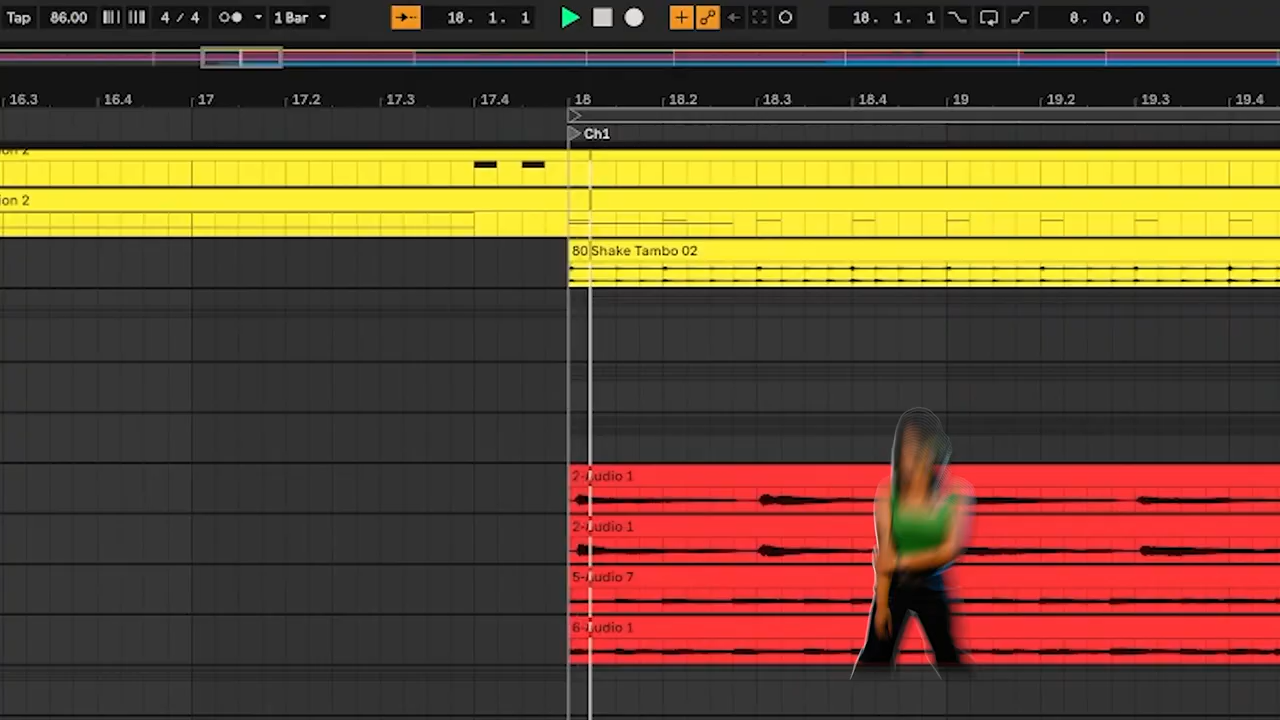 Tap 86.00 4 / 4 1 Bar 18. 1. 1 18. 1. 1 8. 0. 0
16.3 16.4 17 17.2 17.3 17.4 18 18.2 18.3 18.4 19 19.2 19.3 19.4
Ch1
ion 2
ion 2
80 Shake Tambo 02
2-Audio 1
2-Audio 1
5-Audio 7
6-Audio 1